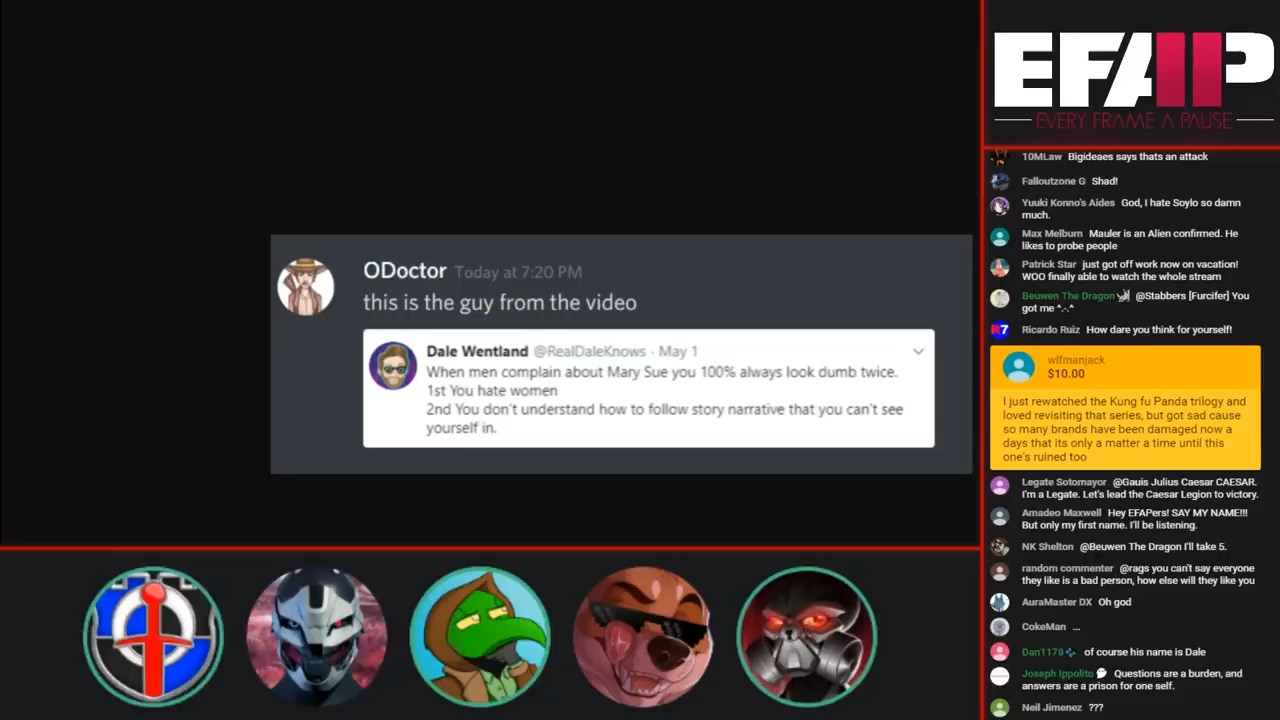 ODoctor Today at 7:20 PM
this is the guy from the video
Dale Wentland @RealDaleKnows · May 1
When men complain about Mary Sue you 100% always look dumb twice.
1st You hate women
2nd You don't understand how to follow story narrative that you can't see
yourself in.
EFAP
EVERY FRAME A PAUSE
10MLaw Bigideaes says thats an attack
Falloutzone G Shad!
Yuuki Konno's Aides God, I hate Soylo so damn
much.
Max Melburn Mauler is an Alien confirmed. He
likes to probe people
Patrick Star just got off work now on vacation!
WOO finally able to watch the whole stream
Beuwen The Dragon @Stabbers [Furcifer] You
got me ^.-.^
Ricardo Ruiz How dare you think for yourself!
wlfmanjack
$10.00
I just rewatched the Kung fu Panda trilogy and
loved revisiting that series, but got sad cause
so many brands have been damaged now a
days that its only a matter a time until this
one's ruined too
Legate Sotomayor @Gauis Julius Caesar CAESAR.
I'm a Legate. Let's lead the Caesar Legion to victory.
Amadeo Maxwell Hey EFAPers! SAY MY NAME!!!
But only my first name. I'll be listening.
NK Shelton @Beuwen The Dragon I'll take 5.
random commenter @rags you can't say everyone
they like is a bad person, how else will they like you
AuraMaster DX Oh god
CokeMan ...
Dan1178 of course his name is Dale
Joseph Ippolito Questions are a burden, and
answers are a prison for one self.
Neil Jimenez ???